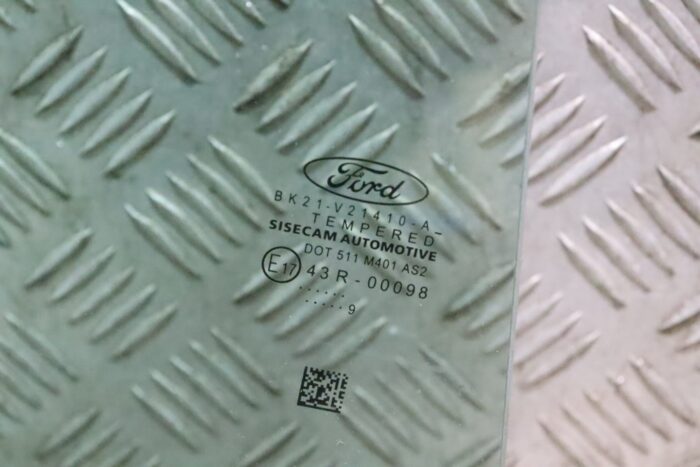 Ford
BK21-V21410-A-
TEMPERED
SISECAM AUTOMOTIVE
DOT 511 M401 AS2
E17 43R-00098
......
.....9